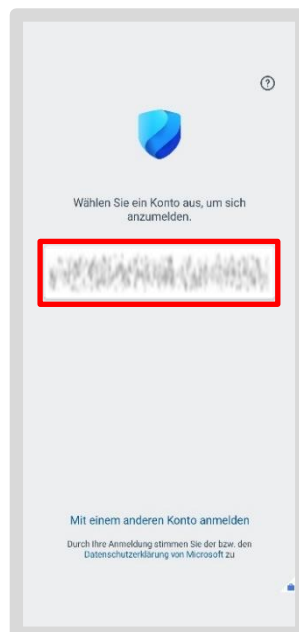 Wählen Sie ein Konto aus, um sich
anzumelden.
Mit einem anderen Konto anmelden
Durch Ihre Anmeldung stimmen Sie der bzw. den
Datenschutzerklärung von Microsoft zu